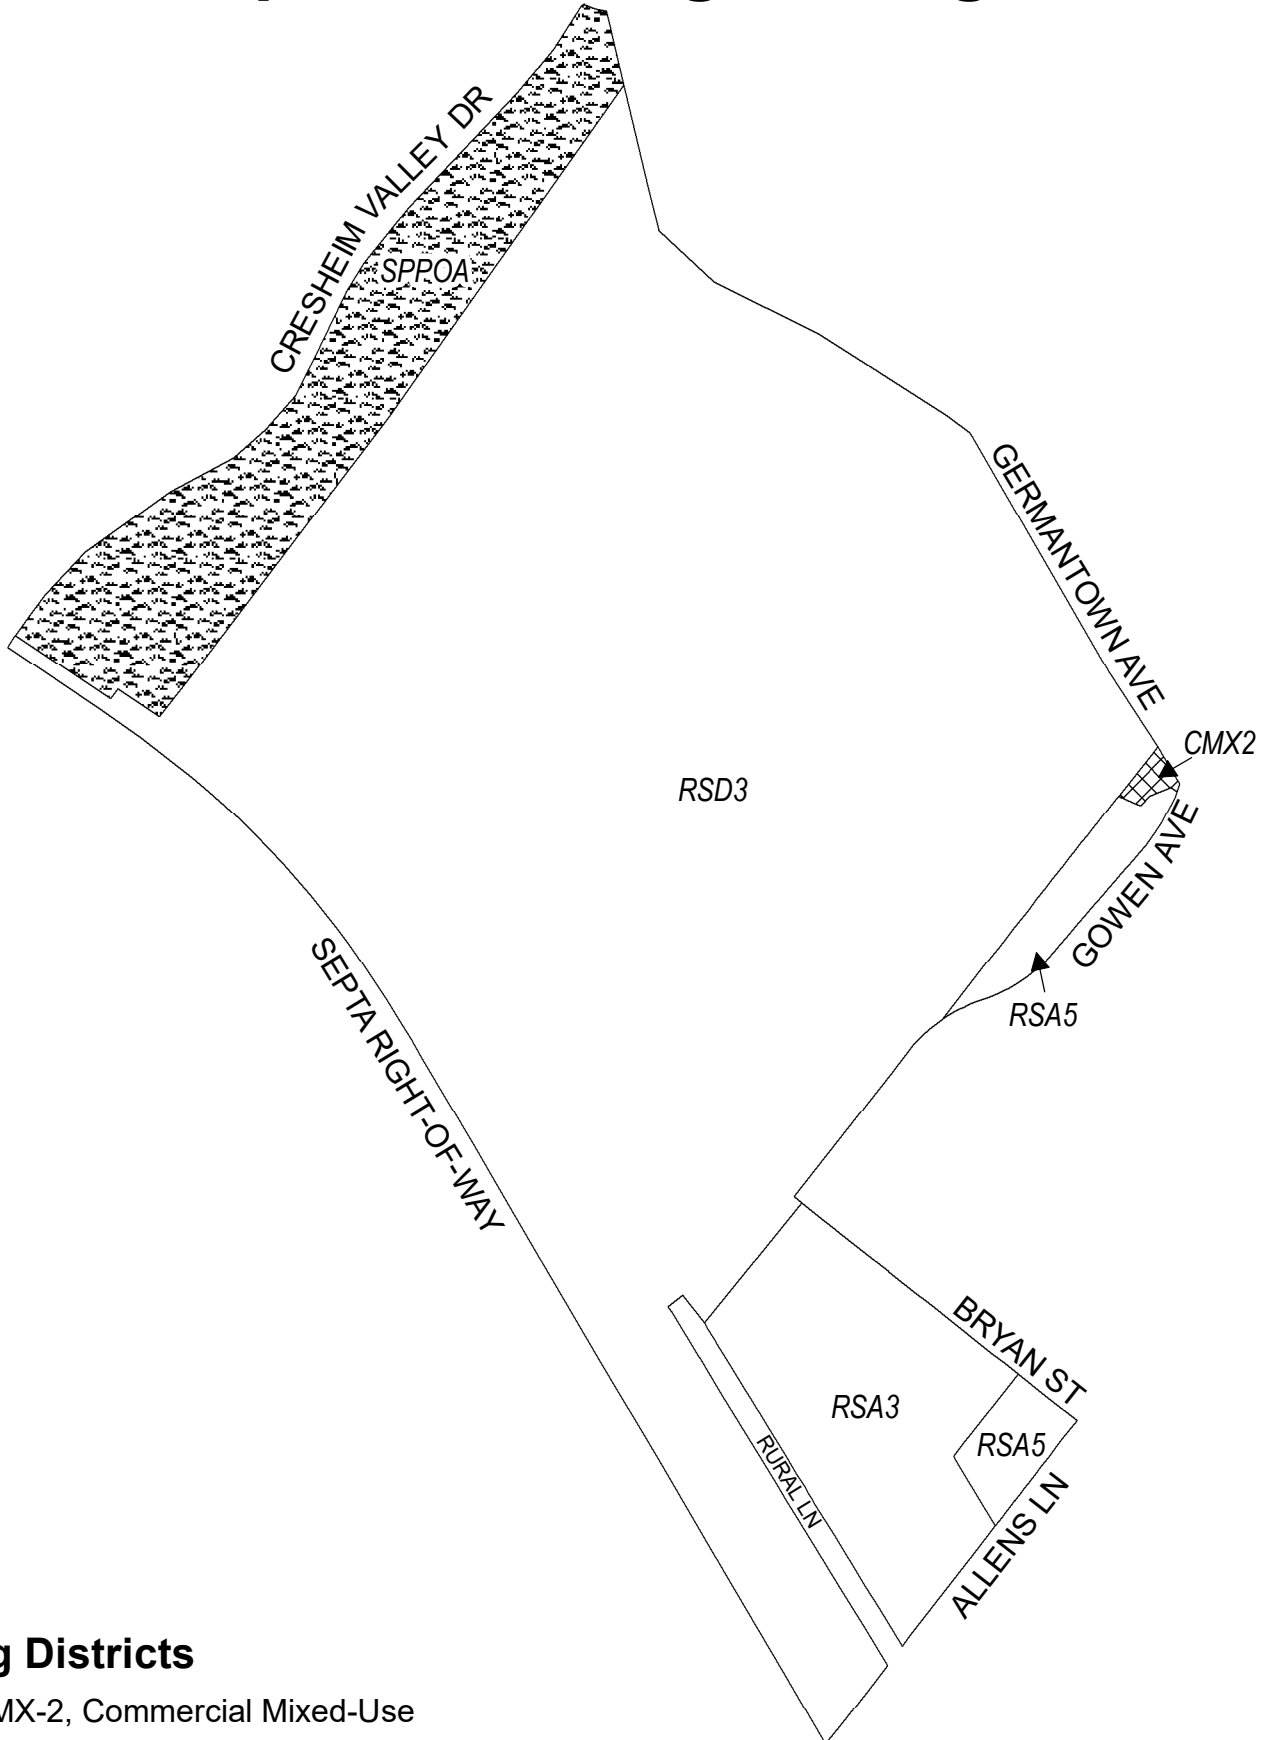 CRESHEIM VALLEY DR
SPPOA
GERMANTOWN AVE
CMX2
RSD3
GOWEN AVE
RSA5
SEPTA RIGHT-OF-WAY
BRYAN ST
RSA3
RSA5
RURAL LN
ALLENS LN
Districts
MX-2, Commercial Mixed-Use